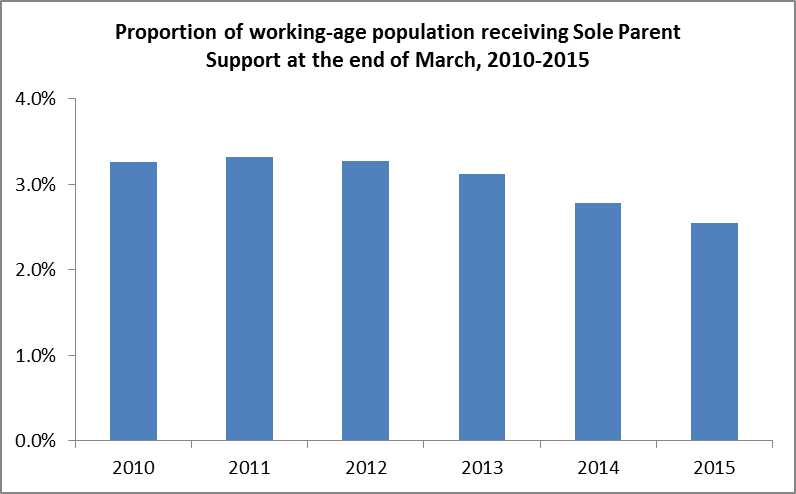 Proportion of working-age population receiving Sole Parent
Support at the end of March, 2010-2015
4.0%
3.0%
2.0%
1.0%
0.0%
2010 2011 2012 2013 2014 2015